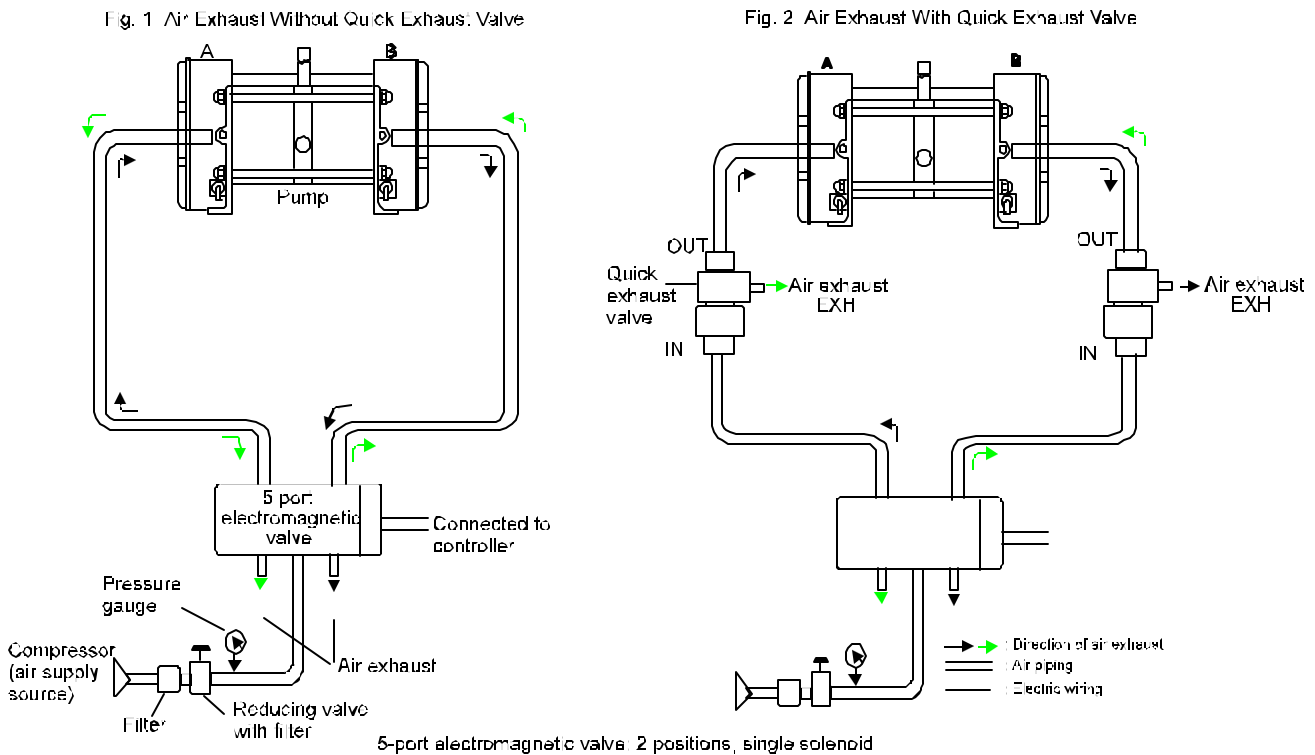 Fig. 1 Air Exhaust Without Quick Exhaust Valve
A
B
Pump
5 port
electromagnetic
valve
Connected to
controller
Pressure
gauge
Compressor
(air supply
source)
Air exhaust
Filter
Reducing valve
with filter
Fig. 2 Air Exhaust With Quick Exhaust Valve
A
B
OUT
OUT
Quick
exhaust
valve
Air exhaust
EXH
Air exhaust
EXH
IN
IN
: Direction of air exhaust
: Air piping
: Electric wiring
5-port electromagnetic valve: 2 positions, single solenoid